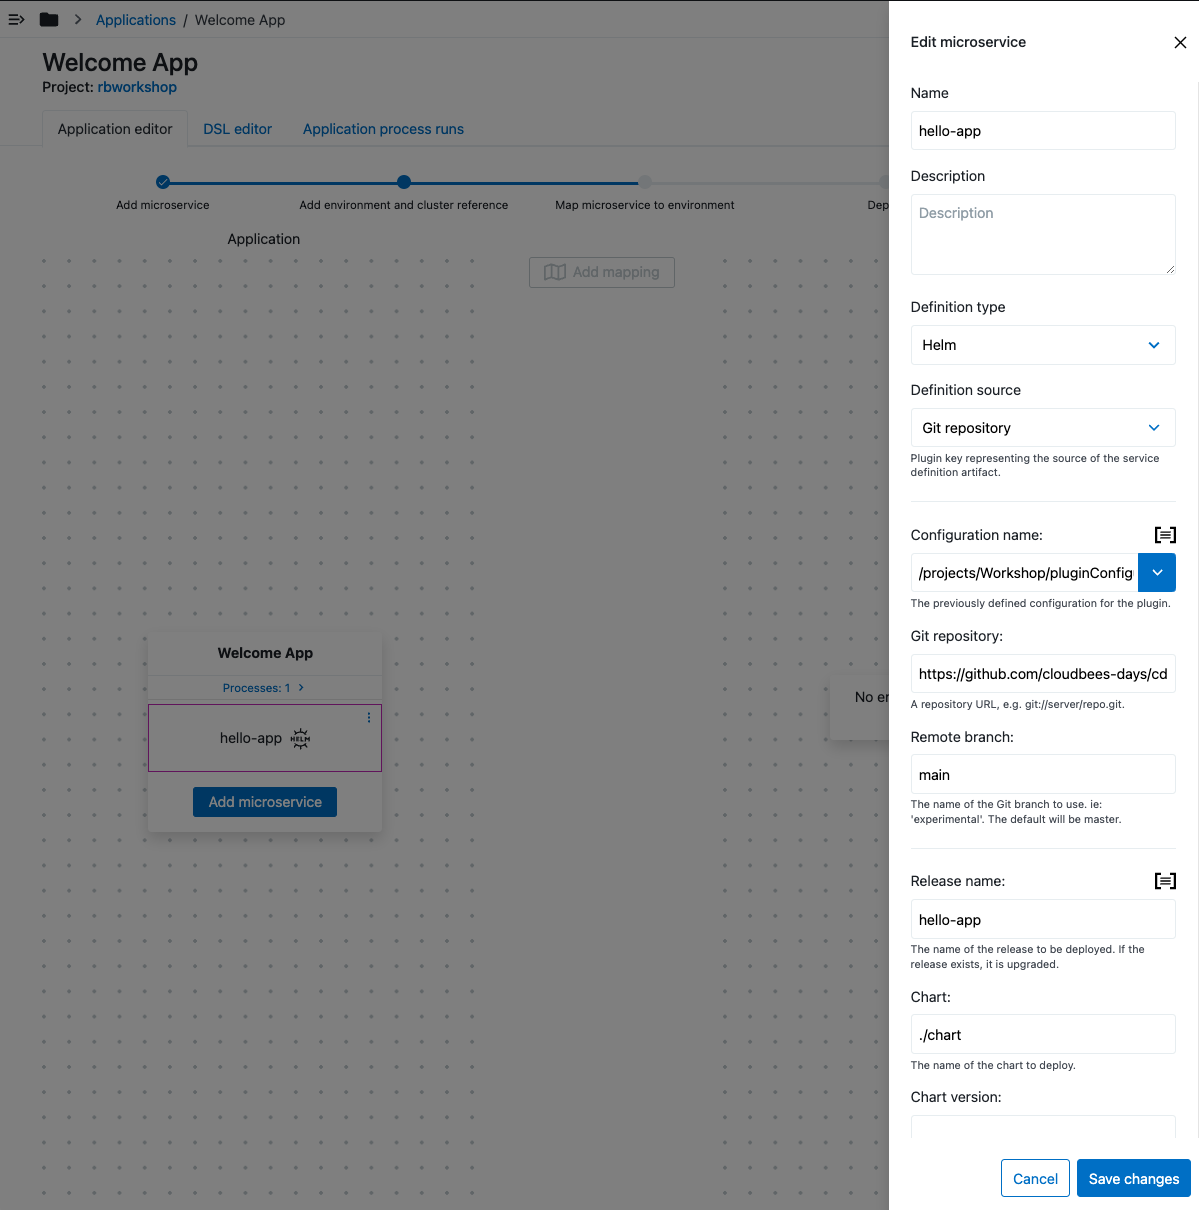 Applications / Welcome App
Welcome App
Project: rbworkshop
Application editor
DSL editor
Application process runs
Add microservice
Add environment and cluster reference
Map microservice to environment
Dep
Application
Add mapping
Welcome App
Processes: 1
hello-app
HELM
Add microservice
No er
Edit microservice
Name
hello-app
Description
Description
Definition type
Helm
Definition source
Git repository
Plugin key representing the source of the service
definition artifact.
Configuration name:
/projects/Workshop/pluginConfig
The previously defined configuration for the plugin.
Git repository:
https://github.com/cloudbees-days/cd
A repository URL, e.g. git://server/repo.git.
Remote branch:
main
The name of the Git branch to use. ie:
'experimental'. The default will be master.
Release name:
hello-app
The name of the release to be deployed. If the
release exists, it is upgraded.
Chart:
./chart
The name of the chart to deploy.
Chart version:
Cancel
Save changes